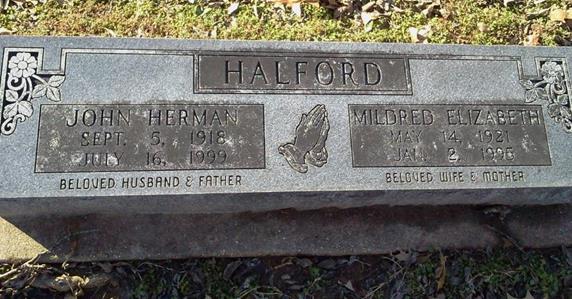 HALFORD
JOHN HERMAN
SEPT. 5, 1918
JULY 16, 1999
BELOVED HUSBAND & FATHER
MILDRED ELIZABETH
MAY 14, 1921
JAN. 2, 1995
BELOVED WIFE & MOTHER